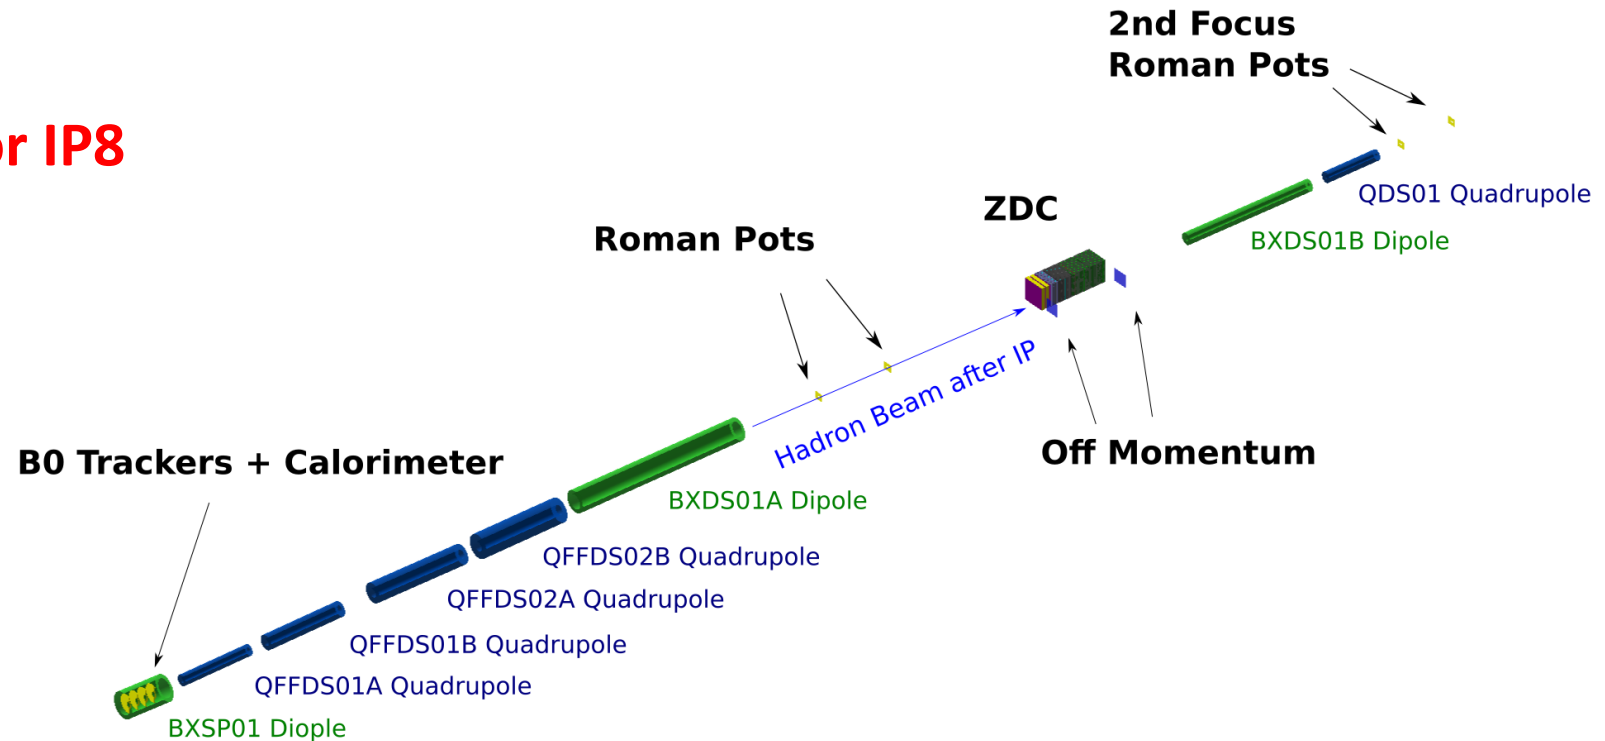 2nd Focus
Roman Pots
or IP8
QDS01 Quadrupole
ZDC
BXDS01B Dipole
Roman Pots
Hadron Beam after IP
Off Momentum
B0 Trackers + Calorimeter
BXDS01A Dipole
QFFDS02B Quadrupole
QFFDS02A Quadrupole
QFFDS01B Quadrupole
QFFDS01A Quadrupole
BXSP01 Diople